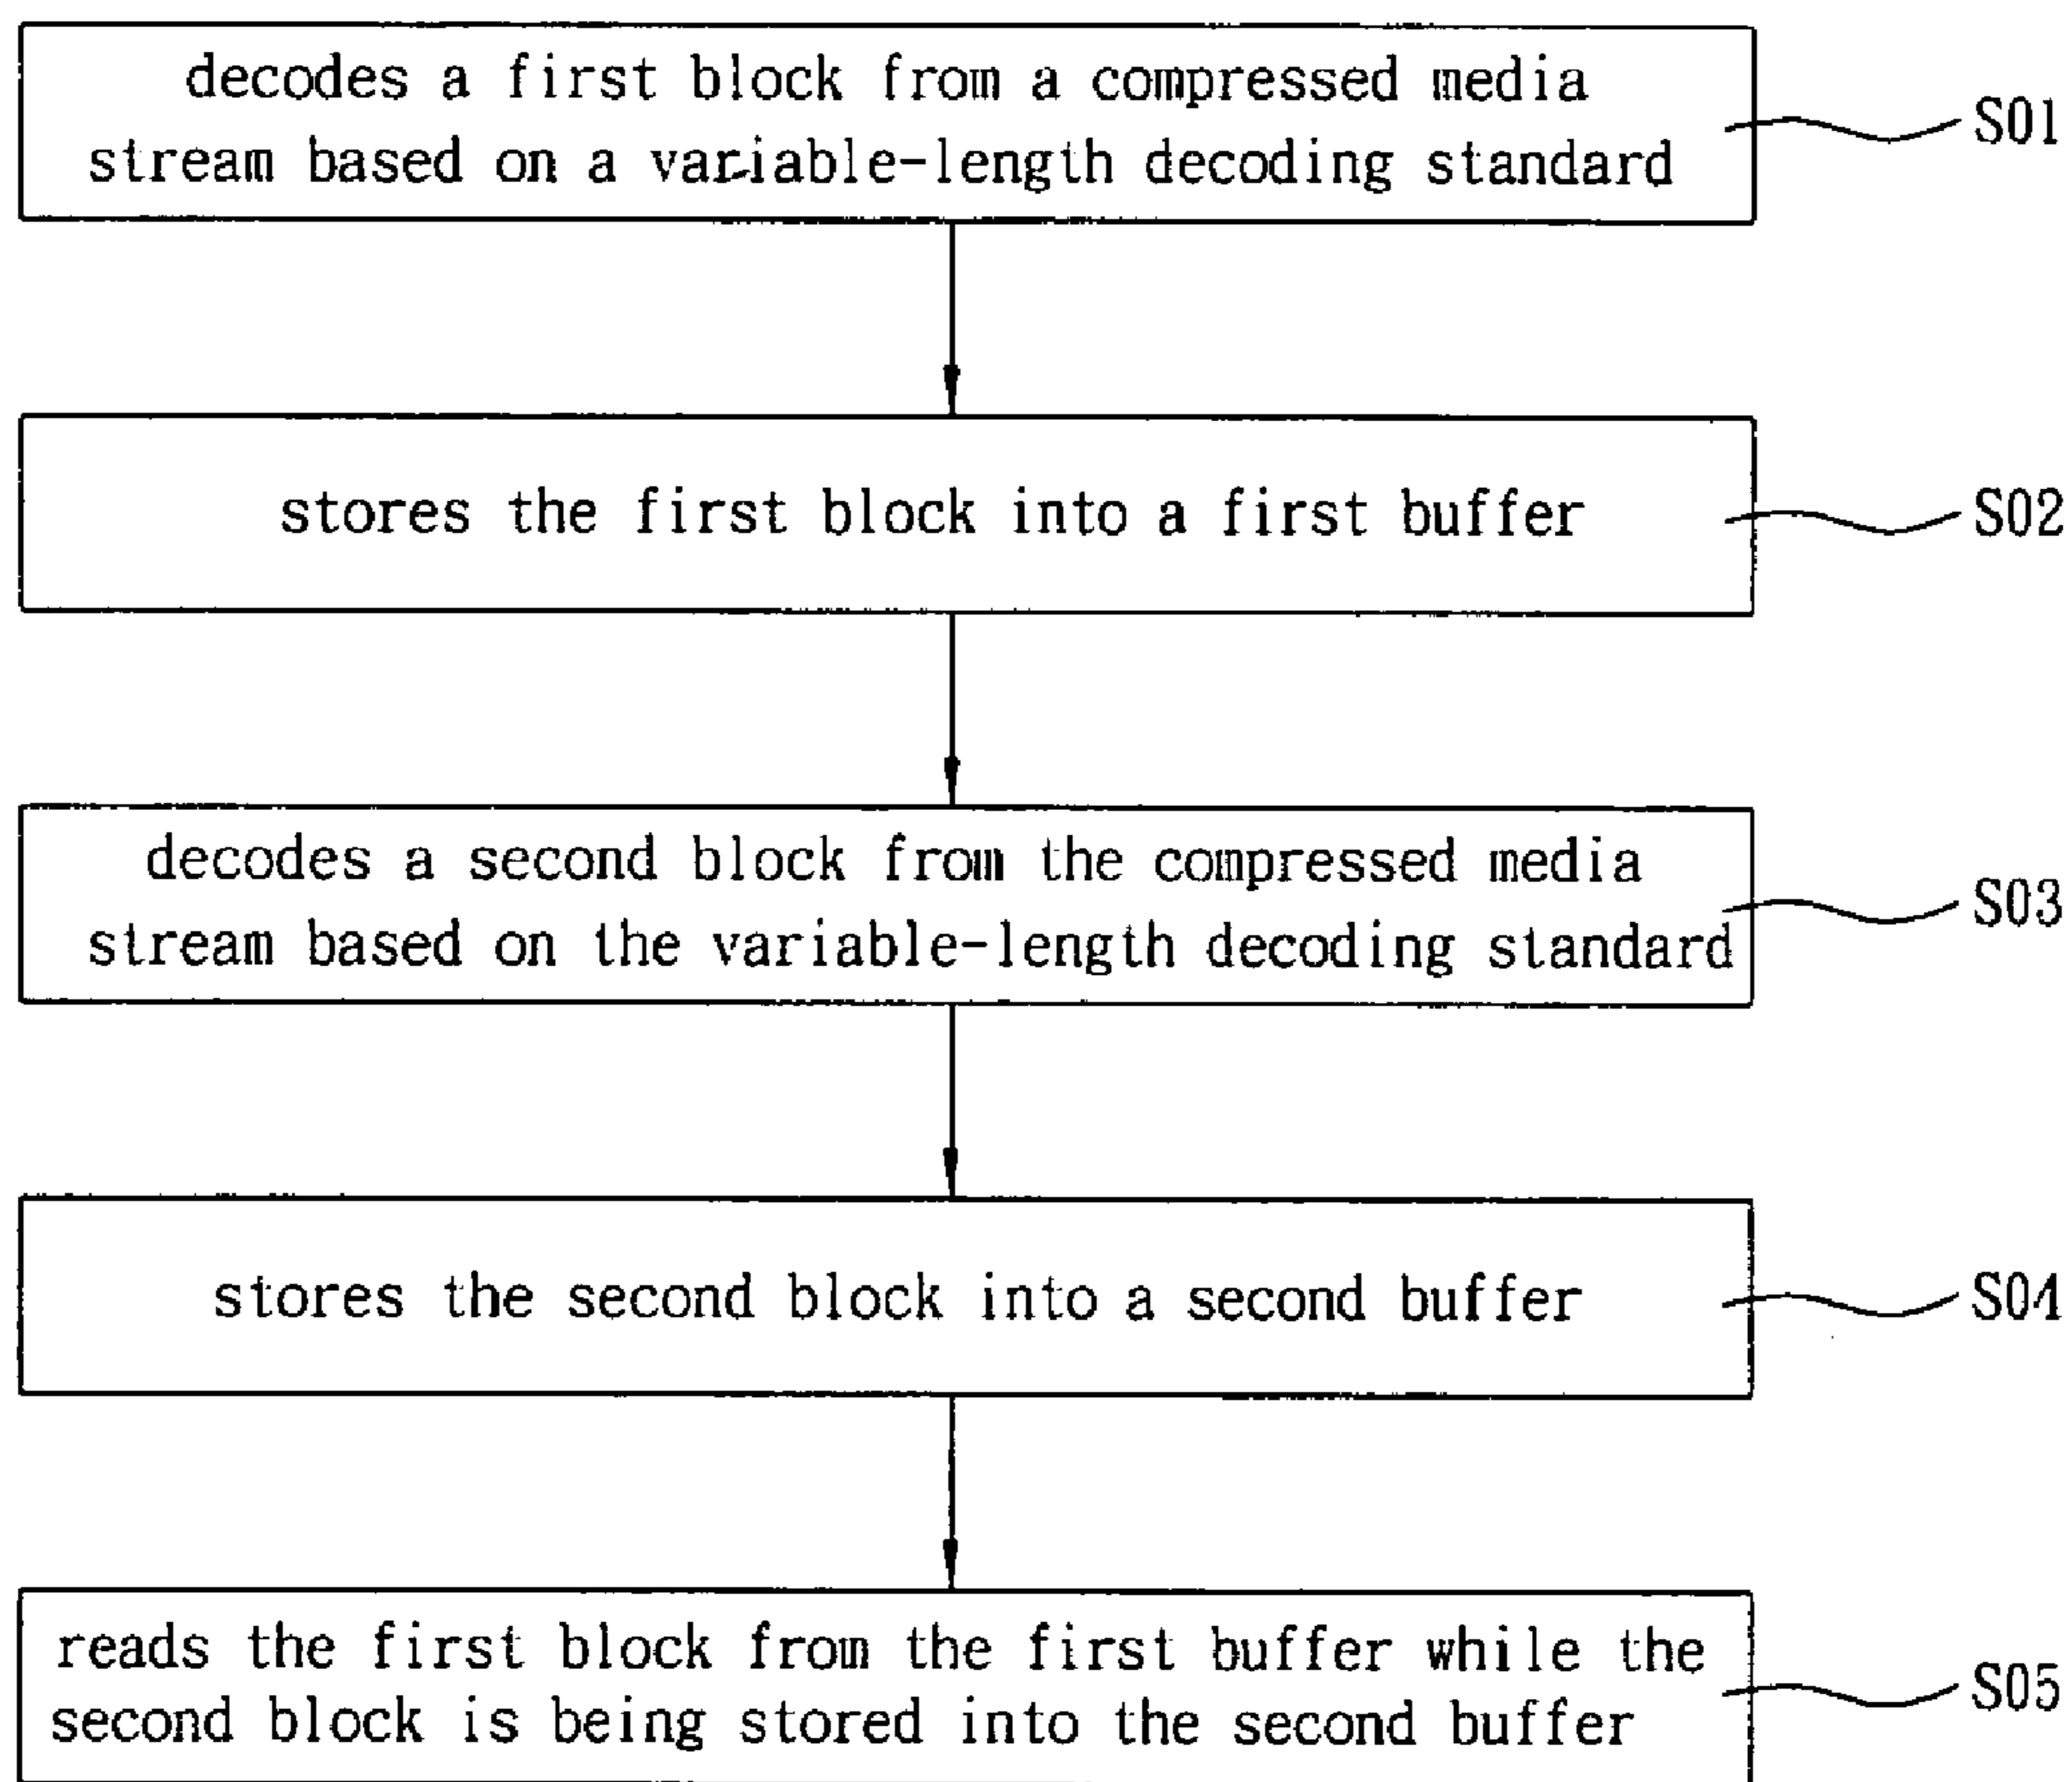 decodes a first block from a compressed media
stream based on a variable-length decoding standard
S01
stores the first block into a first buffer
S02
decodes a second block from the compressed media
stream based on the variable-length decoding standard
S03
stores the second block into a second buffer
S04
reads the first block from the first buffer while the
second block is being stored into the second buffer
S05